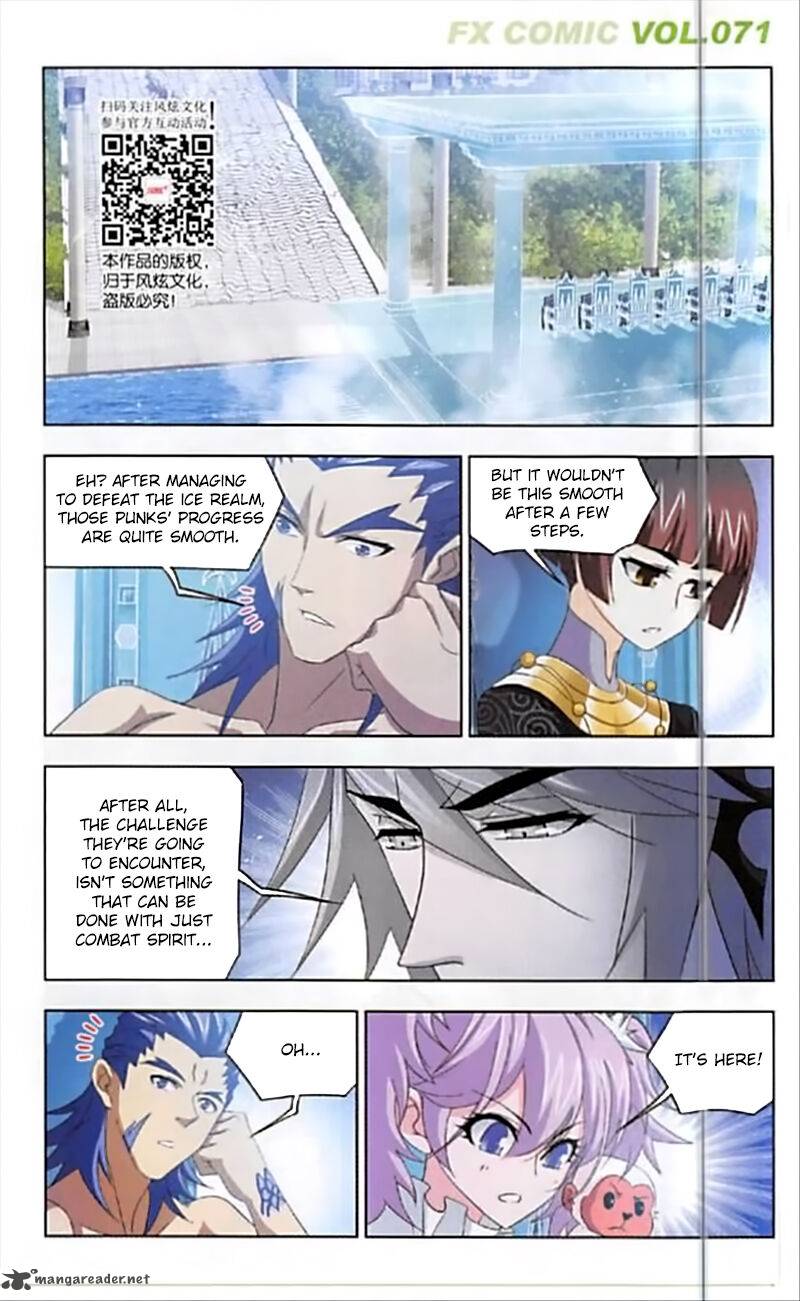 FX COMIC VOL.071
扫码关注风炫文化
参与官方互动活动!
本作品的版权，
归于风炫文化，
盗版必究！
EH? AFTER MANAGING
TO DEFEAT THE ICE REALM,
THOSE PUNKS' PROGRESS
ARE QUITE SMOOTH.
BUT IT WOULDN'T
BE THIS SMOOTH
AFTER A FEW
STEPS.
AFTER ALL,
THE CHALLENGE
THEY'RE GOING
TO ENCOUNTER,
ISN'T SOMETHING
THAT CAN BE
DONE WITH JUST
COMBAT SPIRIT...
OH...
IT'S HERE!
mangareader.net